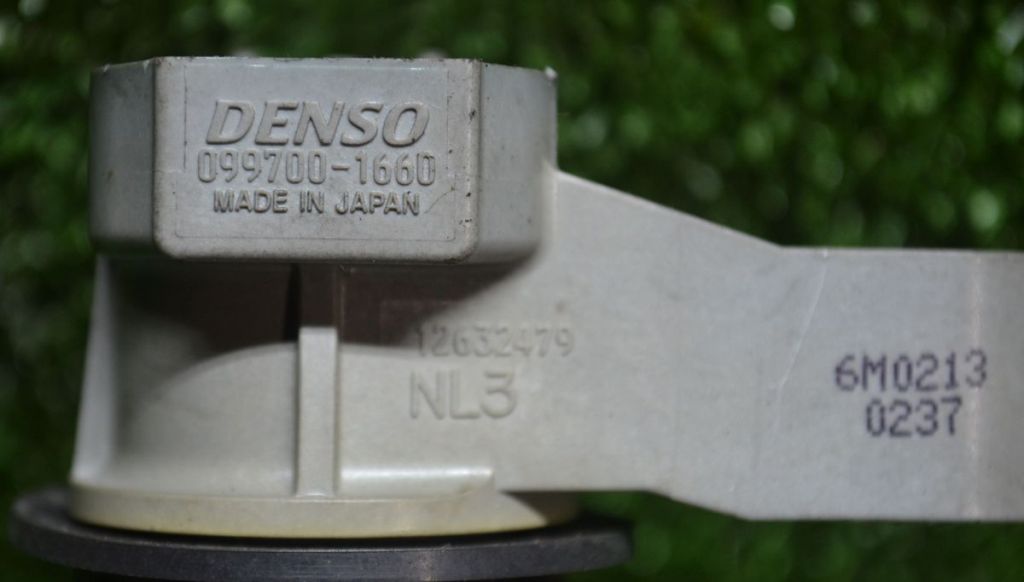 DENSO
099700-1660
MADE IN JAPAN
12632479
NL3
6M0213
0237